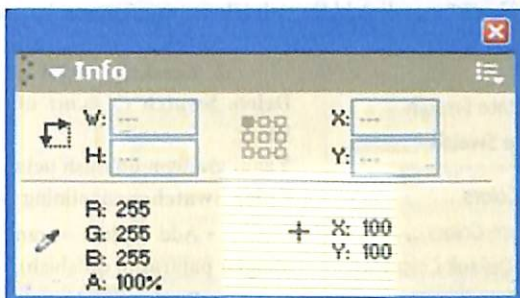 Info
W: ---
X: ---
H:
Y: ---
R: 255
G: 255
B: 255
A: 100%
X: 100
Y: 100